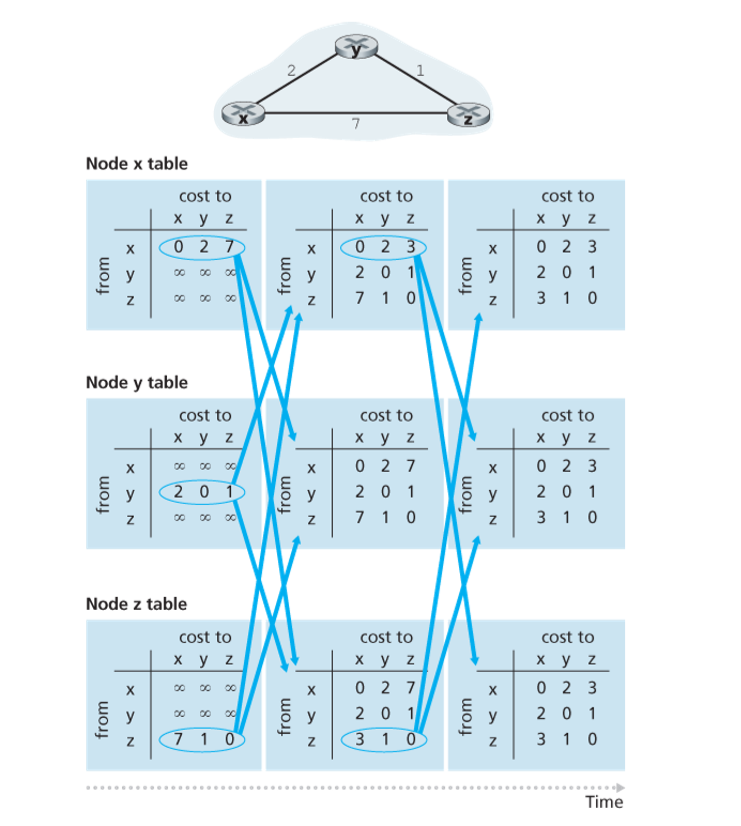 y
2 1
x z
7
Node x table
cost to cost to cost to
x y z x y z x y z
x 0 2 7 x 0 2 3 x 0 2 3
from y ∞ ∞ ∞ from y 2 0 1 from y 2 0 1
z ∞ ∞ ∞ z 7 1 0 z 3 1 0
Node y table
cost to cost to cost to
x y z x y z x y z
x ∞ ∞ ∞ x 0 2 7 x 0 2 3
from y 2 0 1 from y 2 0 1 from y 2 0 1
z ∞ ∞ ∞ z 7 1 0 z 3 1 0
Node z table
cost to cost to cost to
x y z x y z x y z
x ∞ ∞ ∞ x 0 2 7 x 0 2 3
from y ∞ ∞ ∞ from y 2 0 1 from y 2 0 1
z 7 1 0 z 3 1 0 z 3 1 0
Time